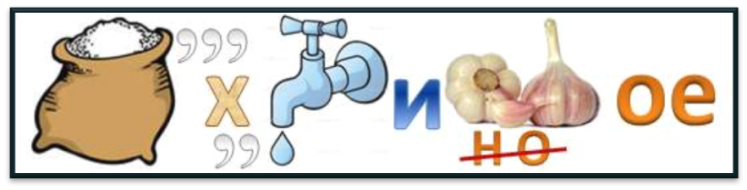 ,,, х и ое
,, но